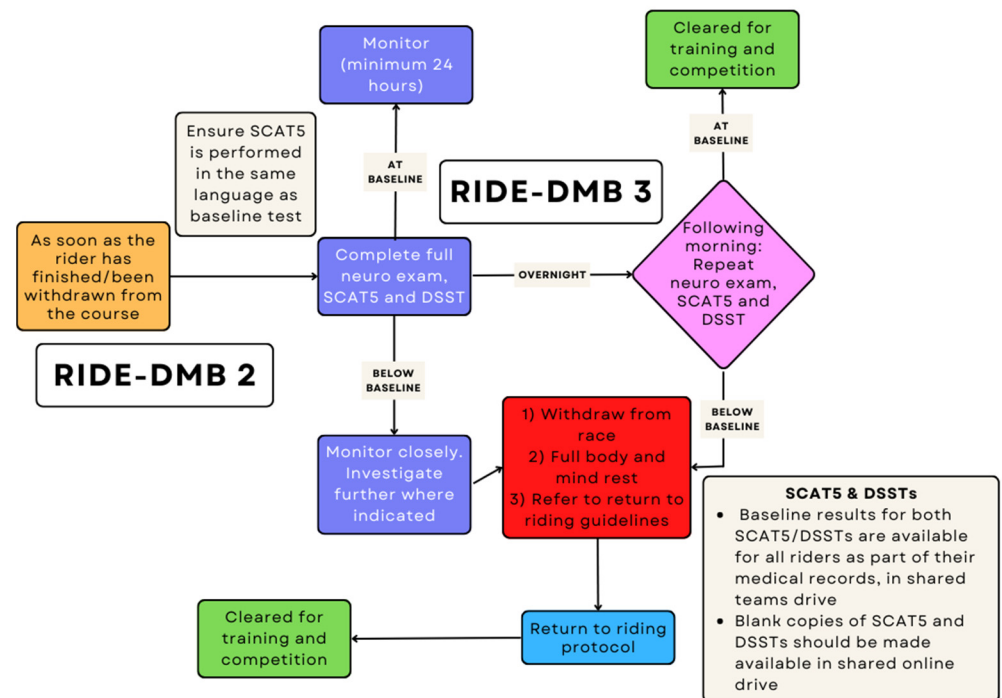 Monitor
(minimum 24
hours)
Cleared for
training and
competition
Ensure SCAT5
is performed
in the same
language as
baseline test
AT
BASELINE
AT
BASELINE
RIDE-DMB 3
As soon as the
rider has
finished/been
withdrawn from
the course
Complete full
neuro exam,
SCAT5 and DSST
OVERNIGHT
Following
morning:
Repeat
neuro exam,
SCAT5 and
DSST
RIDE-DMB 2
BELOW
BASELINE
BELOW
BASELINE
Monitor closely.
Investigate
further where
indicated
1) Withdraw from
race
2) Full body and
mind rest
3) Refer to return to
riding guidelines
SCAT5 & DSSTs
• Baseline results for both
SCAT5/DSSTs are available
for all riders as part of their
medical records, in shared
teams drive
• Blank copies of SCAT5 and
DSSTs should be made
available in shared online
drive
Cleared for
training and
competition
Return to riding
protocol